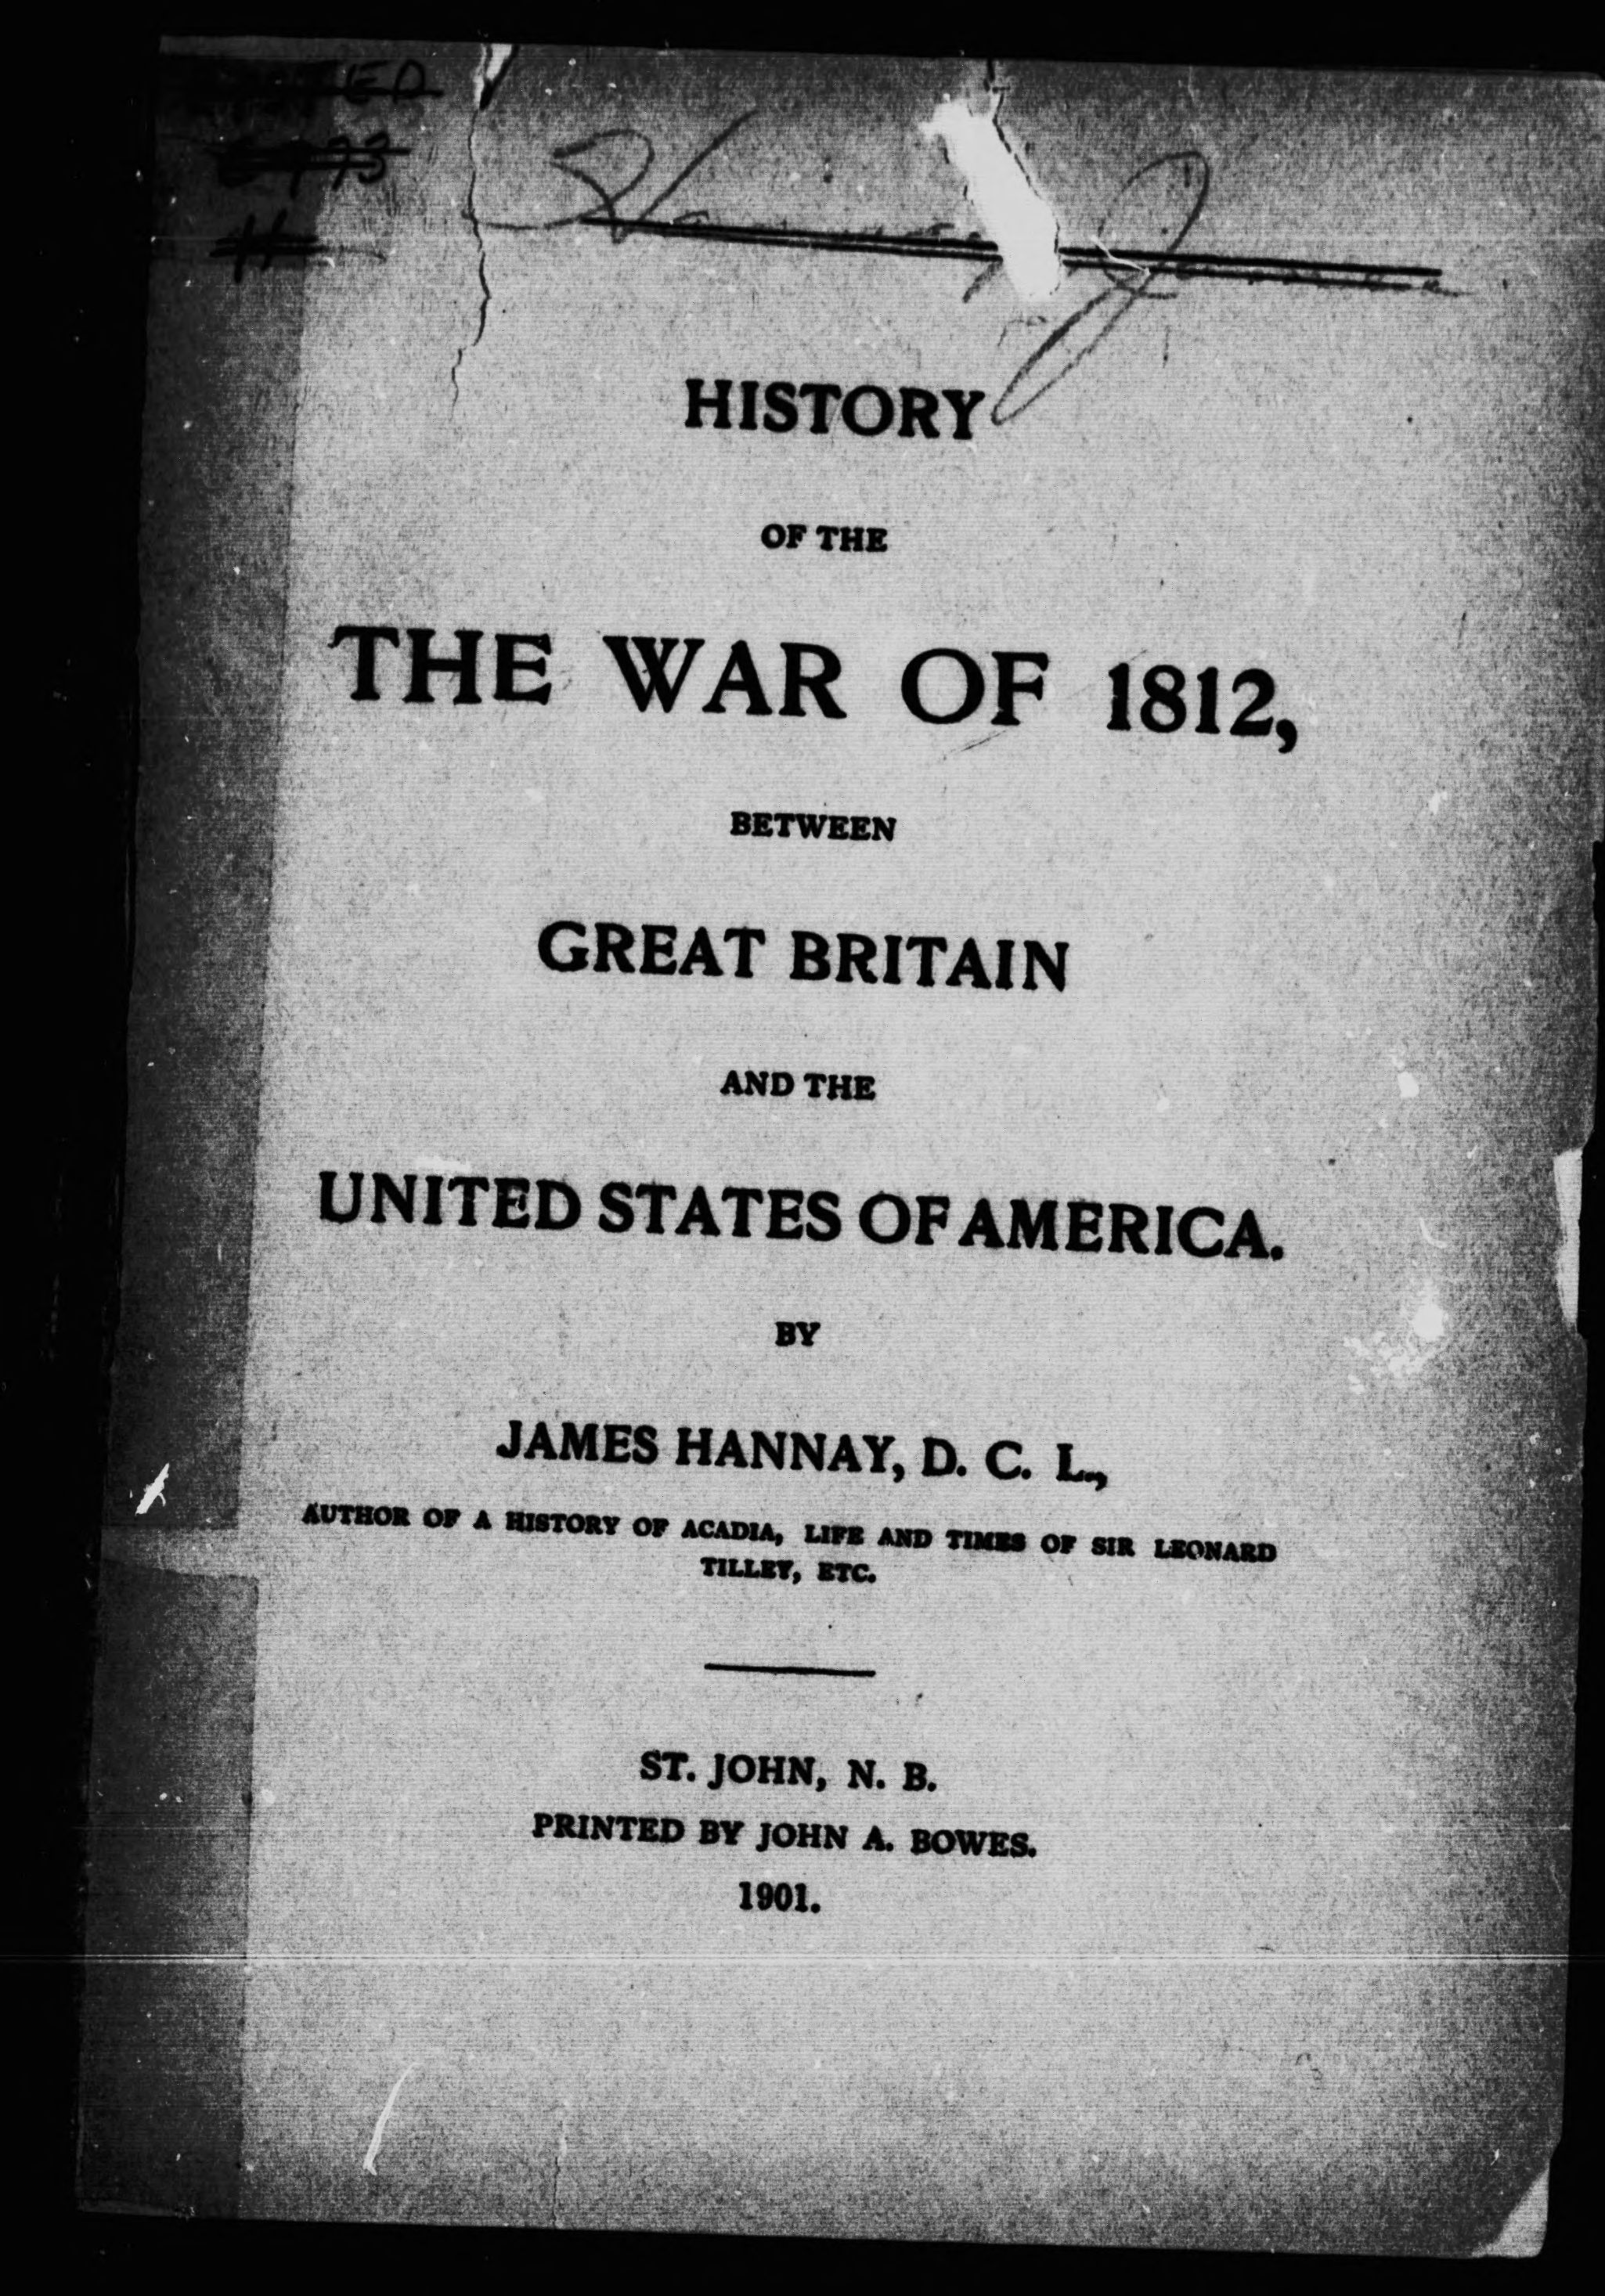 HISTORY
OF THE
THE WAR OF 1812,
BETWEEN
GREAT BRITAIN
AND THE
UNITED STATES OF AMERICA.
BY
JAMES HANNAY, D. C. L.,
AUTHOR OF A HISTORY OF ACADIA, LIFE AND TIMES OF SIR LEONARD
TILLEY, ETC.
ST. JOHN, N. B.
PRINTED BY JOHN A. BOWES.
1901.